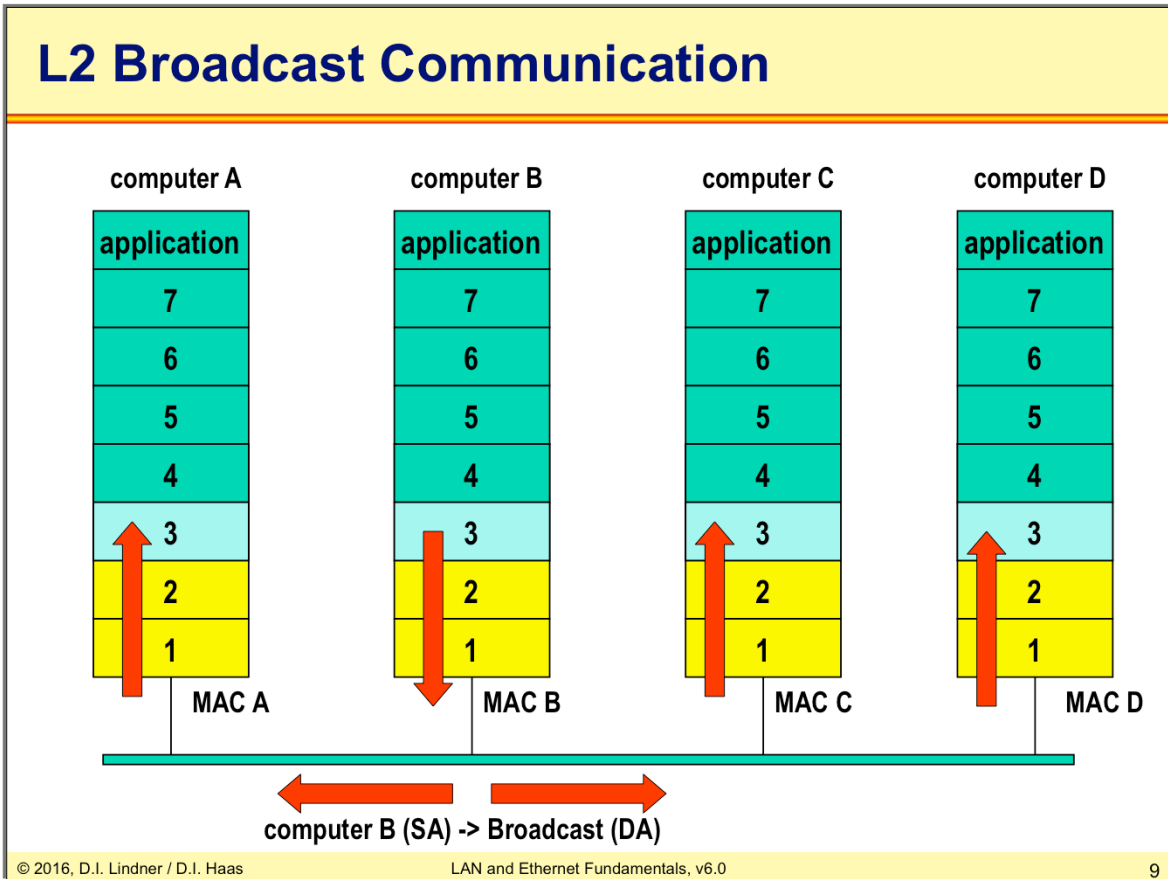 L2 Broadcast Communication
computer A
computer B
computer C
computer D
application
application
application
application
7
7
7
7
6
6
6
6
5
5
5
5
4
4
4
4
3
3
3
3
2
2
2
2
1
1
1
1
MAC A
MAC B
MAC C
MAC D
computer B (SA) -> Broadcast (DA)
© 2016, D.I. Lindner / D.I. Haas
LAN and Ethernet Fundamentals, v6.0
9